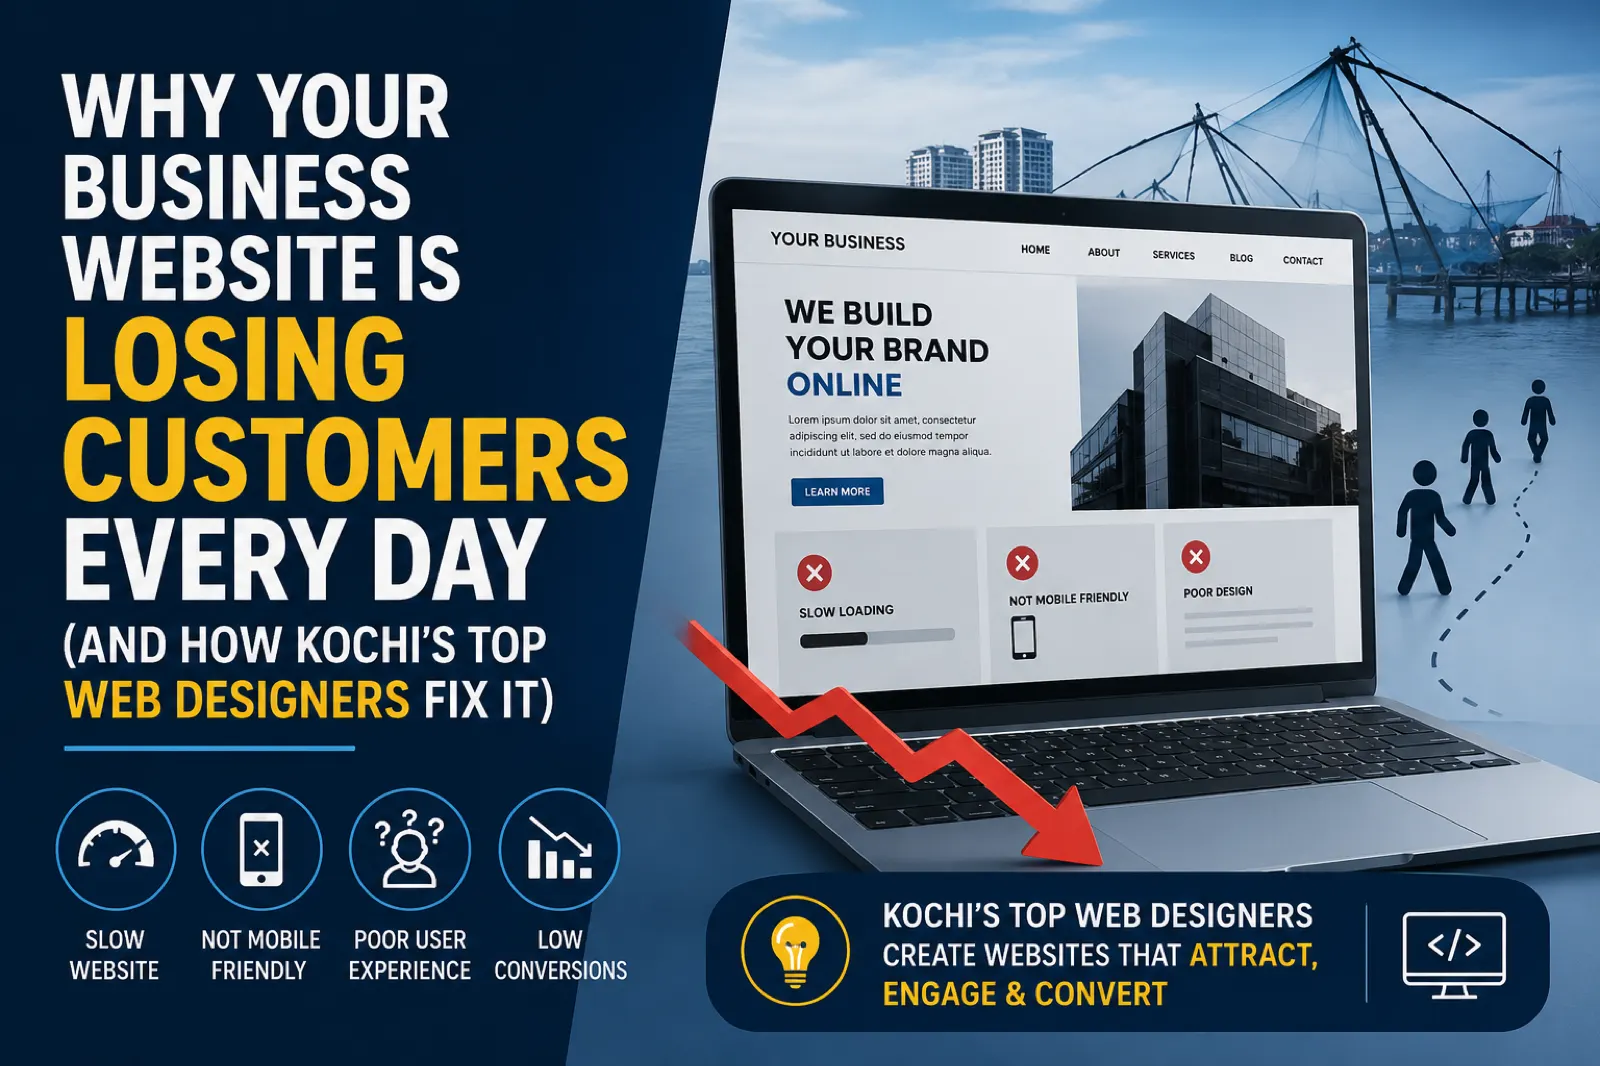 WHY YOUR
BUSINESS
WEBSITE IS
LOSING
CUSTOMERS
EVERY DAY
(AND HOW KOCHI'S TOP
WEB DESIGNERS FIX IT)
SLOW
WEBSITE
NOT MOBILE
FRIENDLY
POOR USER
EXPERIENCE
LOW
CONVERSIONS
YOUR BUSINESS
HOME ABOUT SERVICES BLOG CONTACT
WE BUILD
YOUR BRAND
ONLINE
Lorem ipsum dolor sit amet, consectetur
adipiscing elit, sed do eiusmod tempor
incididunt ut labore et dolore magna aliqua.
LEARN MORE
SLOW LOADING
NOT MOBILE FRIENDLY
POOR DESIGN
KOCHI'S TOP WEB DESIGNERS
CREATE WEBSITES THAT ATTRACT,
ENGAGE & CONVERT